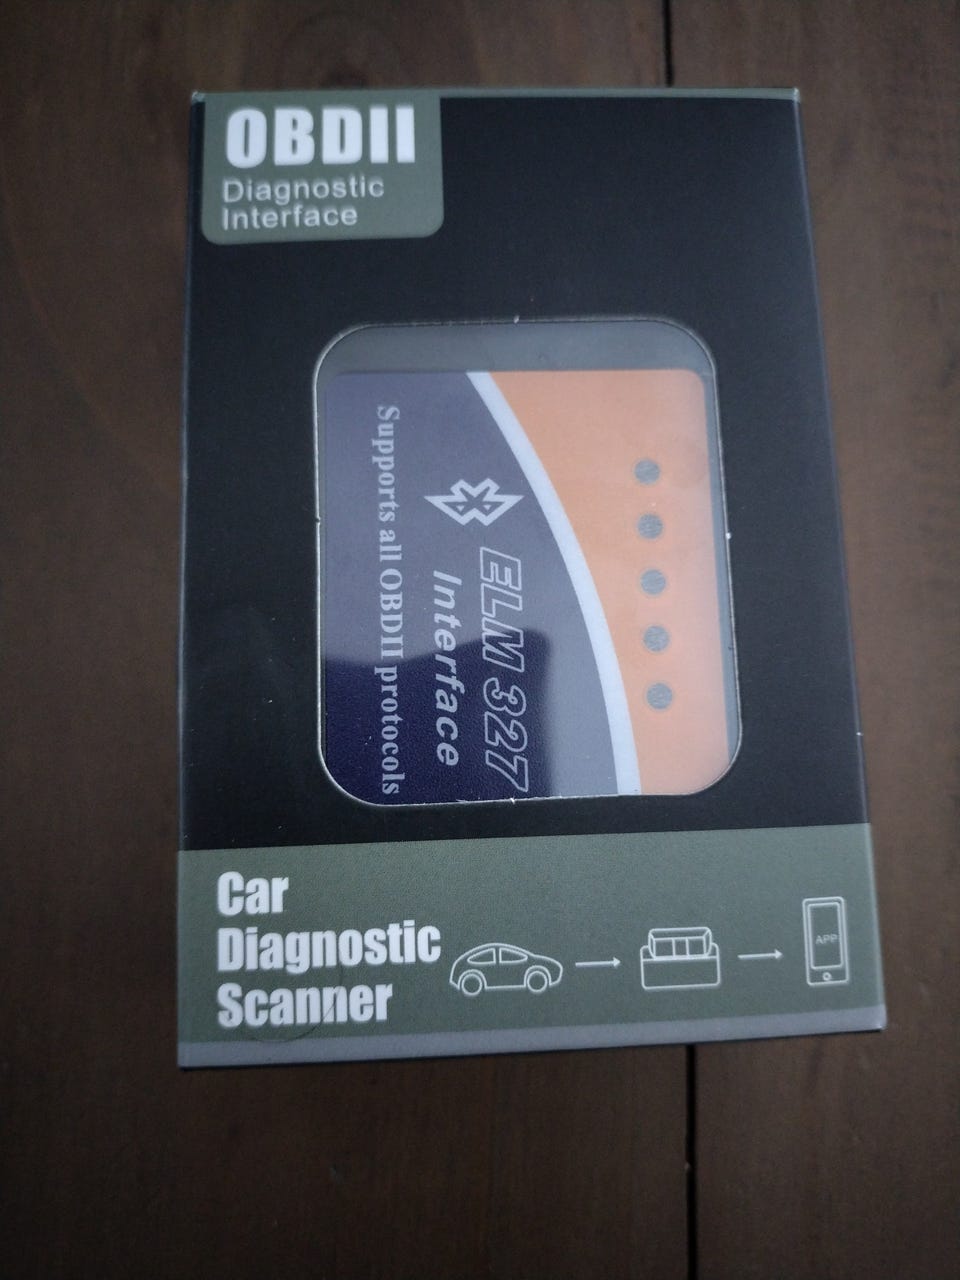 OBDII
Diagnostic
Interface
ELM 327
Interface
Supports all OBDII protocols
Car
Diagnostic
Scanner
APP